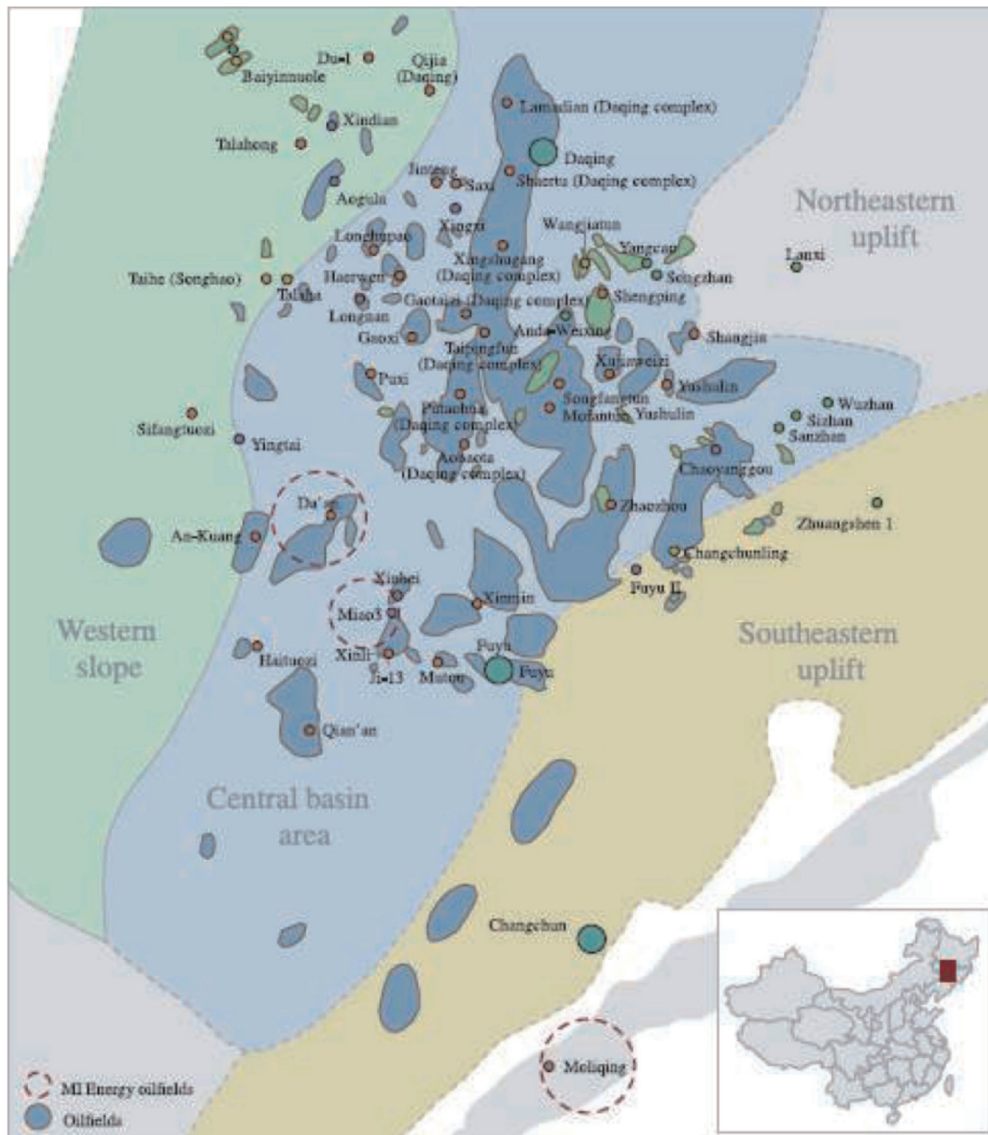 Du-1
Qijia
(Daqing)
Baiyinnuole
Lamadian (Daqing complex)
Xindian
Talahong
Daqing
Jinteng
Saxi
Shaertu (Daqing complex)
Aogula
Xingxi
Northeastern
uplift
Longhupao
Wangjiatun
Yangcao
Lanxi
Xingshugang
(Daqing complex)
Taihe (Songhao)
Talaha
Haerwen
Songzhan
Longnan
Gaotaizi (Daqing complex)
Shengping
Gaoxi
Anda-Weixing
Shangjia
Taipingtun
(Daqing complex)
Xujiaweizi
Puxi
Songfangtun
Yushulin
Putaohua
(Daqing complex)
Mofantun
Yushulin
Wuzhan
Sizhan
Sanzhan
Sifangtuozi
Yingtai
Aobaota
(Daqing complex)
Chaoyanggou
Da'an
Zhaozhou
Zhuangshen 1
An-Kuang
Changchunling
Xinbei
Fuyu II
Miao3
Xinmin
Western
slope
Haituozi
Xinli
Ji-13
Mutou
Fuyu
Fuyu
Southeastern
uplift
Qian'an
Central basin
area
Changchun
Moliqing
MI Energy oilfields
Oilfields